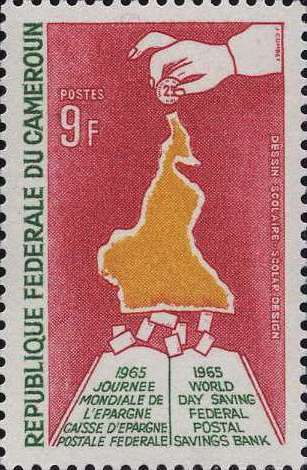 REPUBLIQUE FEDERALE DU CAMEROUN
POSTES
9F
25
DESSIN-SCOLAIRE-SCOLAR DESIGN
1965
JOURNEE
MONDIALE DE
L'EPARGNE
CAISSE D'EPARGNE
POSTALE FEDERALE
1965
WORLD
DAY SAVING
FEDERAL
POSTAL
SAVINGS BANK